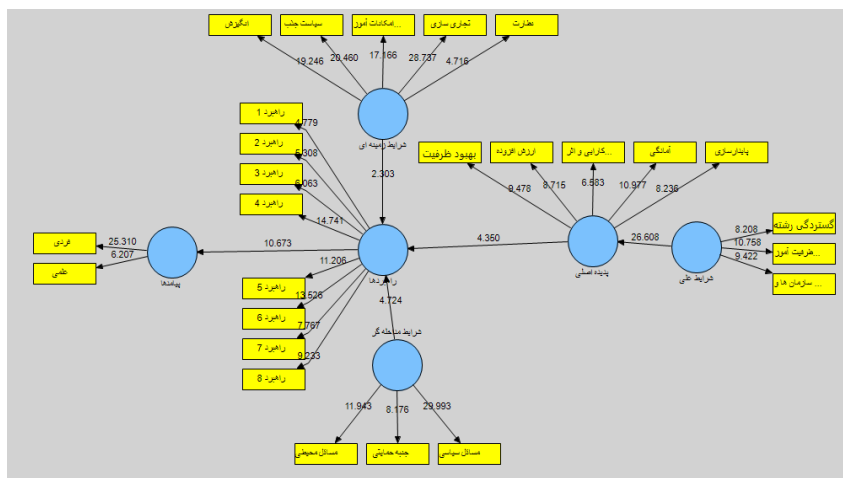 انگیزش
سیاست جذب
امکانات آموز...
تجاری سازی
نظارت
19.246
20.460
17.166
28.737
4.716
شرایط زمینه ای
2.303
راهبرد 1
راهبرد 2
راهبرد 3
راهبرد 4
4.779
5.308
6.063
14.741
بهبود ظرفیت
ارزش افزوده
کارایی و اثر...
آمادگی
پایدارسازی
9.478
8.715
6.583
10.977
8.236
گستردگی رشته
ظرفیت آموز...
سازمان ها و ...
8.208
10.758
9.422
شرایط علی
26.608
پدیده اصلی
4.350
راهبردها
10.673
فردی
علمی
25.310
6.207
پیامدها
راهبرد 5
راهبرد 6
راهبرد 7
راهبرد 8
11.206
13.526
7.767
9.233
4.724
شرایط مداخله گر
11.943
8.176
29.993
مسائل محیطی
جنبه حمایتی
مسائل سیاسی